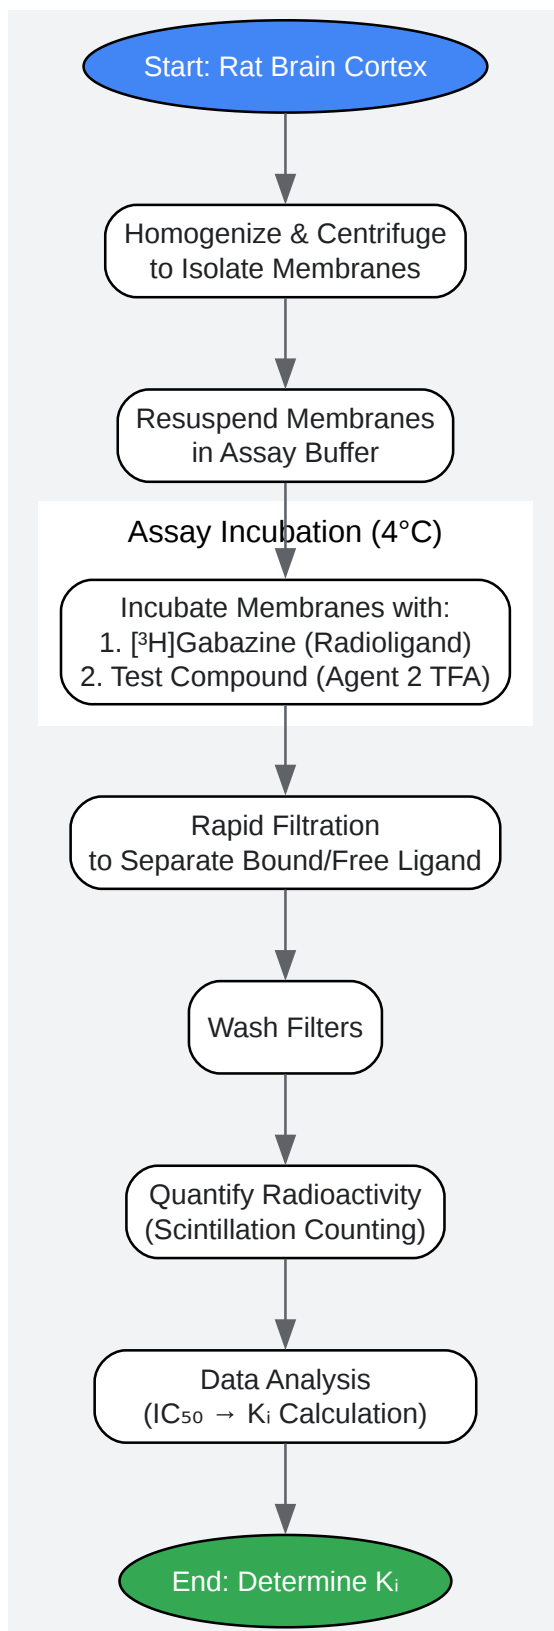 Start: Rat Brain Cortex
Homogenize & Centrifuge
to Isolate Membranes
Resuspend Membranes
in Assay Buffer
Assay Incubation (4°C)
Incubate Membranes with:
1. [³H]Gabazine (Radioligand)
2. Test Compound (Agent 2 TFA)
Rapid Filtration
to Separate Bound/Free Ligand
Wash Filters
Quantify Radioactivity
(Scintillation Counting)
Data Analysis
(IC₅₀ → Kᵢ Calculation)
End: Determine Kᵢ